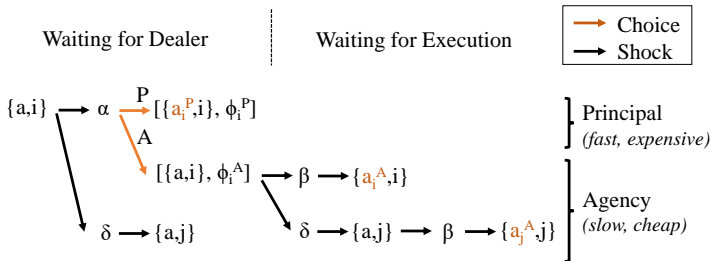 Waiting for Dealer
Waiting for Execution
Choice
Shock
{a,i} α P [{a_i^P,i}, ϕ_i^P]
A
[{a,i}, ϕ_i^A] β {a_i^A,i}
δ {a,j} δ {a,j} β {a_j^A,j}
Principal
(fast, expensive)
Agency
(slow, cheap)